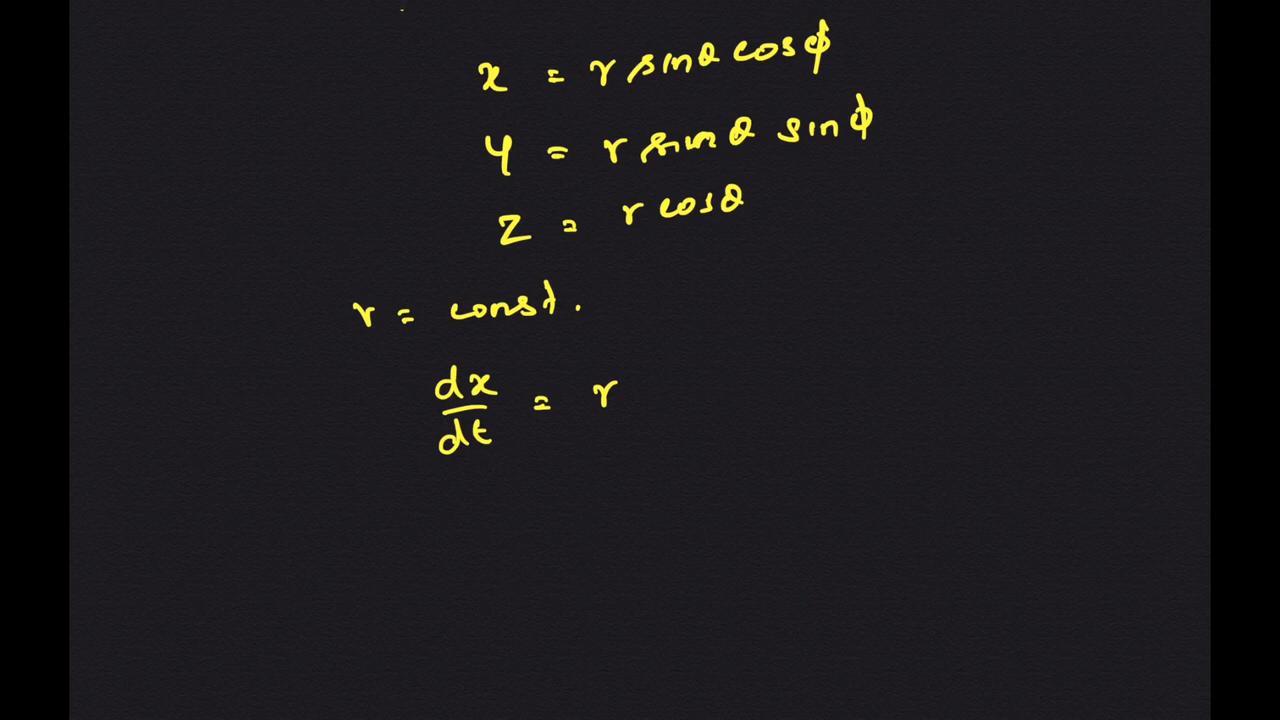 x = r sinθ cosϕ
y = r sinθ sinϕ
z = r cosθ
r = const.
dx/dt = r